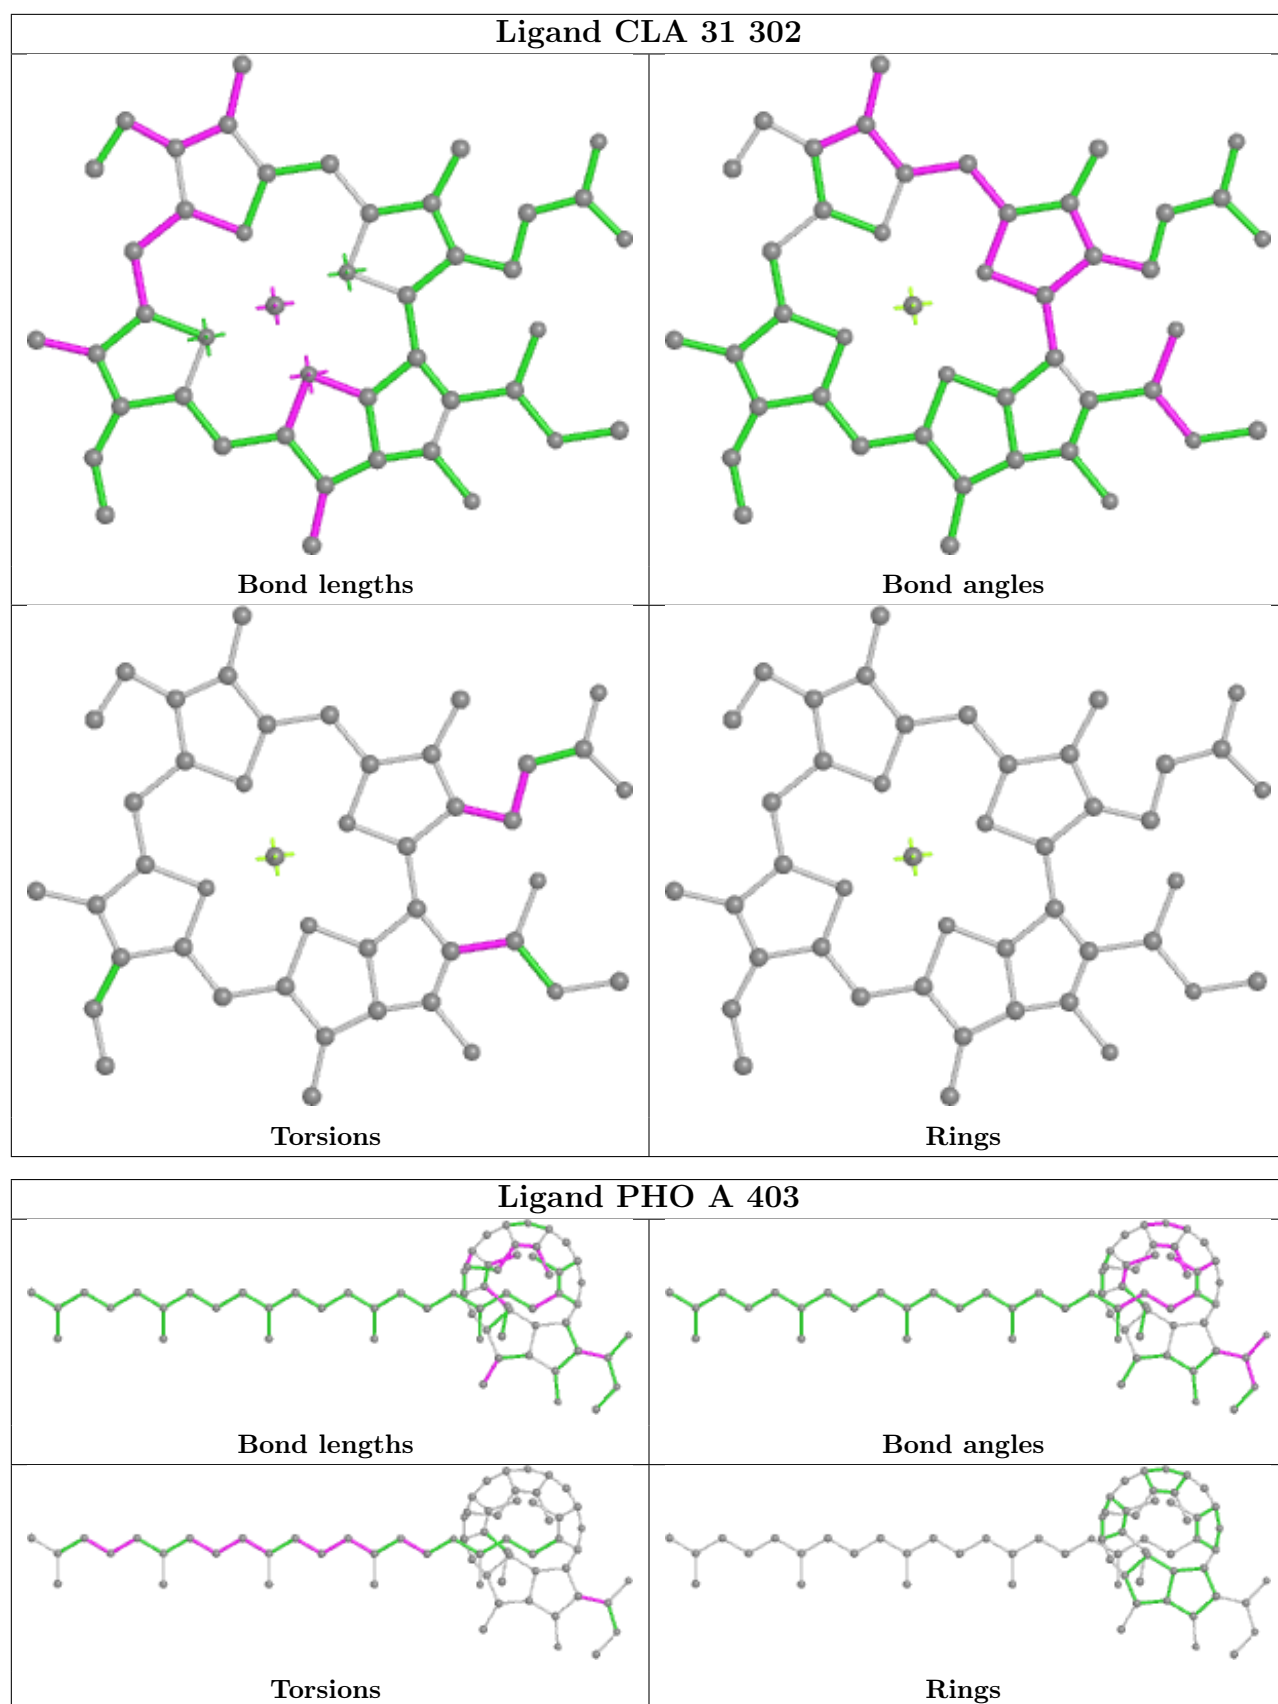 Ligand CLA 31 302
Bond lengths
Bond angles
Torsions
Rings
Ligand PHO A 403
Bond lengths
Bond angles
Torsions
Rings